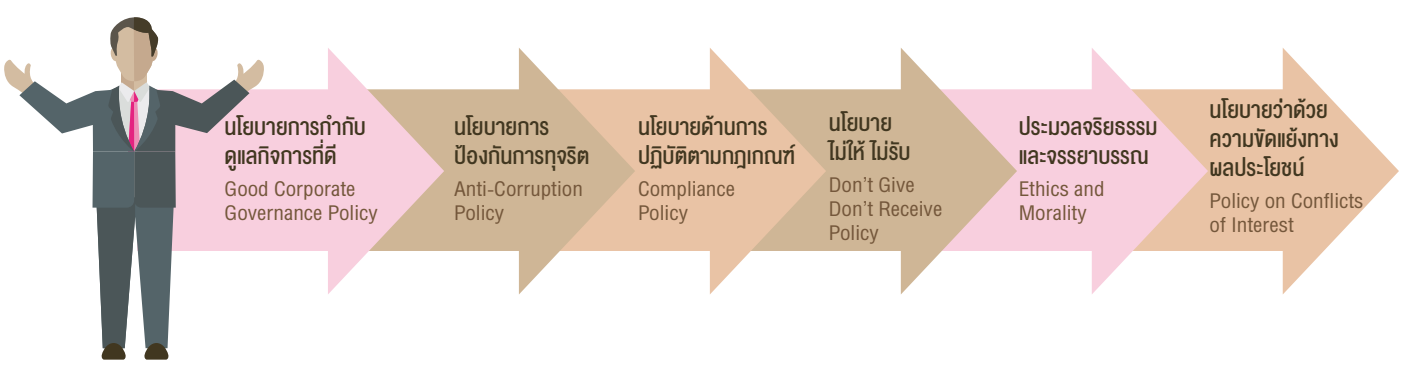 นโยบายการกำกับ
ดูแลกิจการที่ดี
Good Corporate
Governance Policy
นโยบายการ
ป้องกันการทุจริต
Anti-Corruption
Policy
นโยบายด้านการ
ปฏิบัติตามกฎเกณฑ์
Compliance
Policy
นโยบาย
ไม่ให้ ไม่รับ
Don't Give
Don't Receive
Policy
ประมวลจริยธรรม
และจรรยาบรรณ
Ethics and
Morality
นโยบายว่าด้วย
ความขัดแย้งทาง
ผลประโยชน์
Policy on Conflicts
of Interest